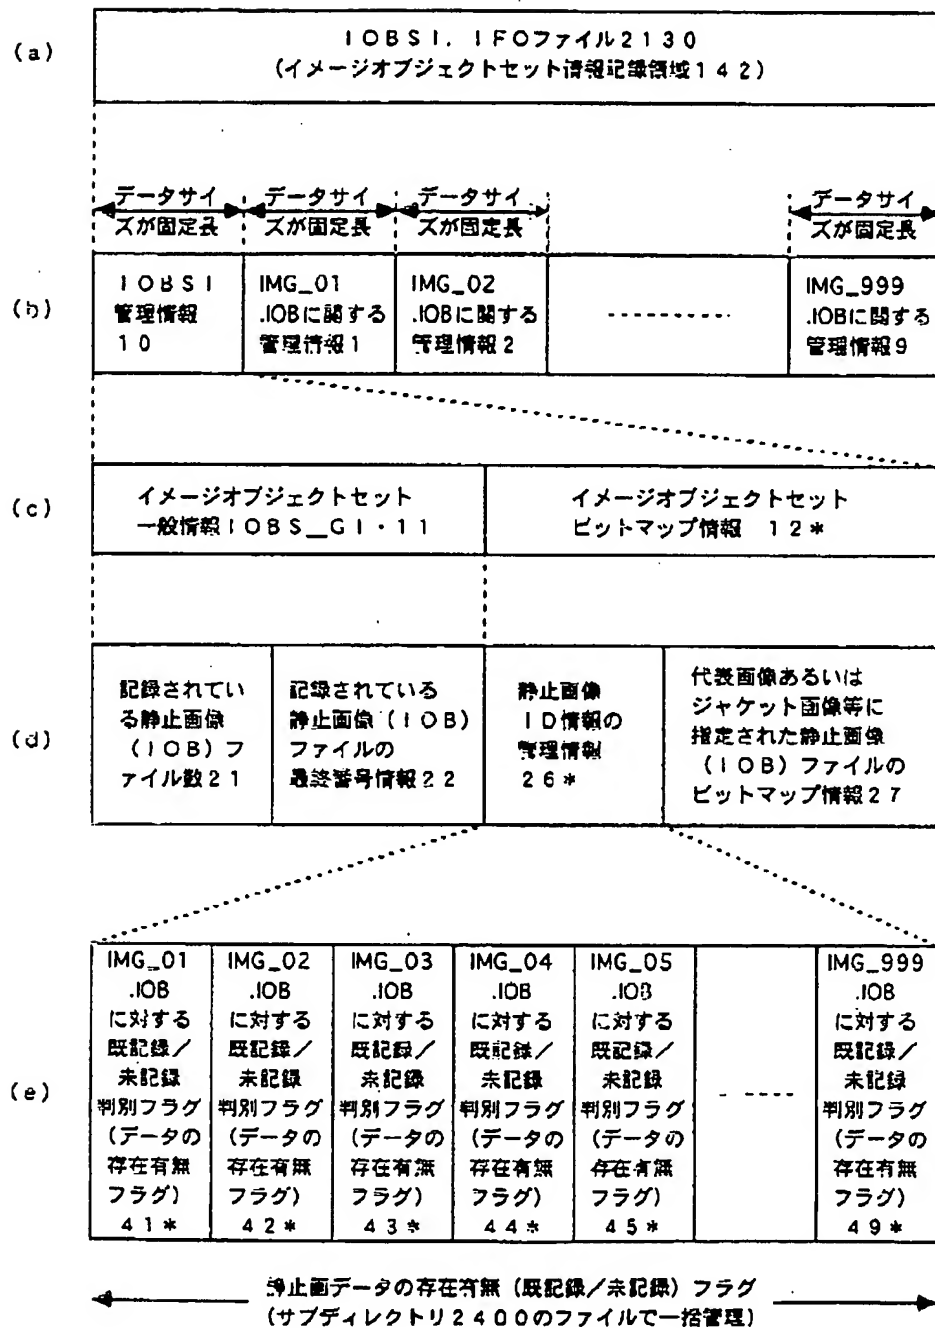 (a)
IOBSI. IFOファイル2130
(イメージオブジェクトセット情報記録領域142)
データサイ
ズが固定長
データサイ
ズが固定長
データサイ
ズが固定長
データサイ
ズが固定長
(b)
IOBSI
管理情報
10
IMG_01
.IOBに関する
管理情報1
IMG_02
.IOBに関する
管理情報2
IMG_999
.IOBに関する
管理情報9
(c)
イメージオブジェクトセット
一般情報IOBS_GI・11
イメージオブジェクトセット
ビットマップ情報 12*
(d)
記録されてい
る静止画像
(IOB)フ
ァイル数21
記録されている
静止画像(IOB)
ファイルの
最終番号情報22
静止画像
ID情報の
管理情報
26*
代表画像あるいは
ジャケット画像等に
指定された静止画像
(IOB)ファイルの
ビットマップ情報27
(e)
IMG_01
.IOB
に対する
既記録/
未記録
判別フラグ
(データの
存在有無
フラグ)
41*
IMG_02
.IOB
に対する
既記録/
未記録
判別フラグ
(データの
存在有無
フラグ)
42*
IMG_03
.IOB
に対する
既記録/
未記録
判別フラグ
(データの
存在有無
フラグ)
43*
IMG_04
.IOB
に対する
既記録/
未記録
判別フラグ
(データの
存在有無
フラグ)
44*
IMG_05
.IOB
に対する
既記録/
未記録
判別フラグ
(データの
存在有無
フラグ)
45*
IMG_999
.IOB
に対する
既記録/
未記録
判別フラグ
(データの
存在有無
フラグ)
49*
静止画データの存在有無(既記録/未記録)フラグ
(サブディレクトリ2400のファイルで一括管理)